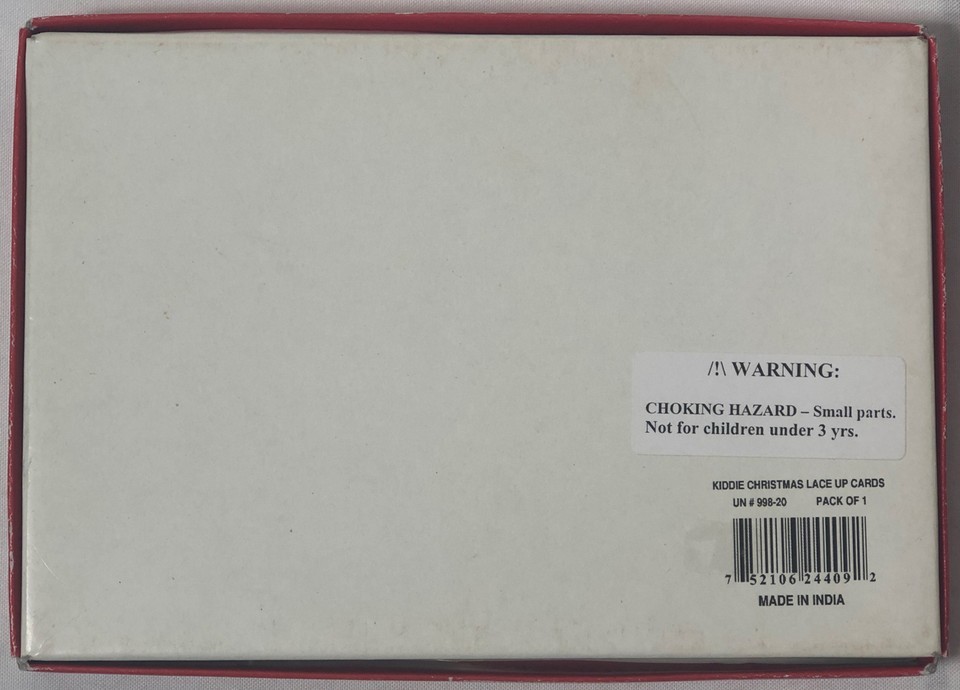 /!\ WARNING:
CHOKING HAZARD – Small parts.
Not for children under 3 yrs.
KIDDIE CHRISTMAS LACE UP CARDS
UN # 998-20 PACK OF 1
7 52106 24409 2
MADE IN INDIA